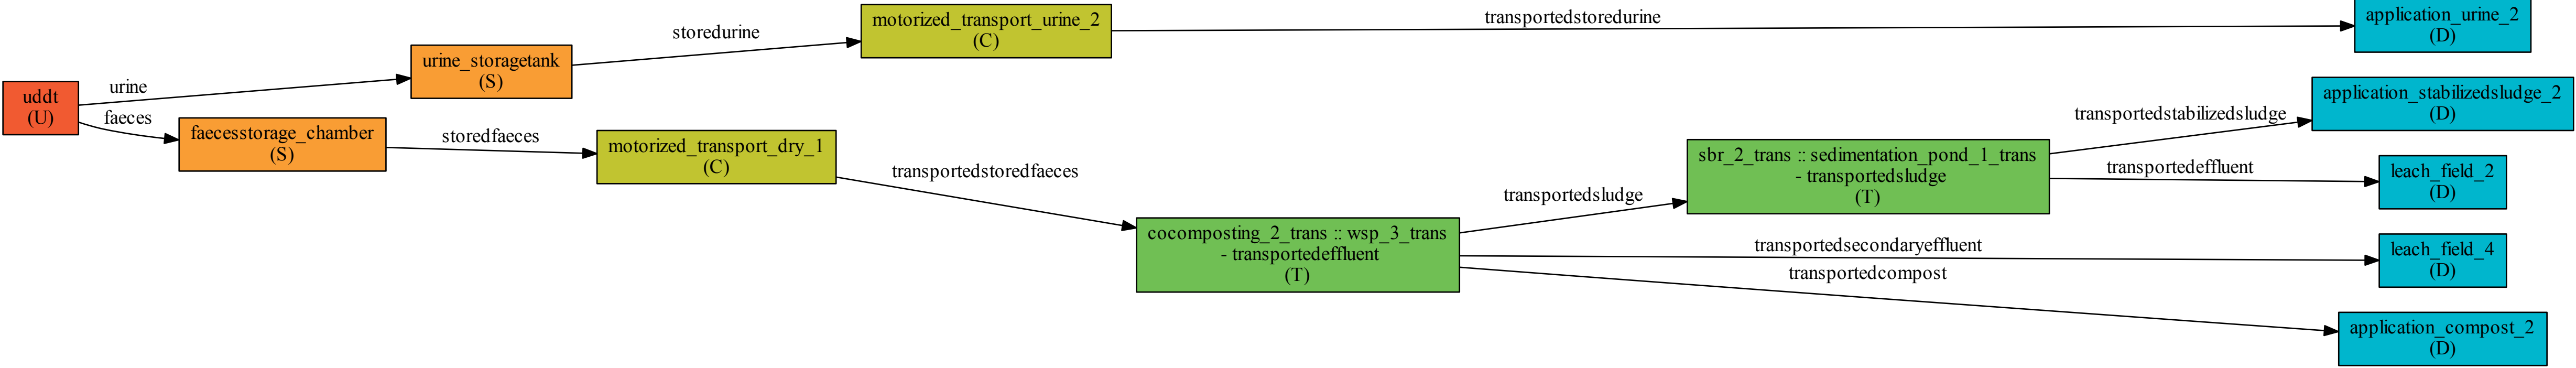 uddt
(U)
urine
faeces
urine_storagetank
(S)
faecesstorage_chamber
(S)
storedurine
storedfaeces
motorized_transport_urine_2
(C)
motorized_transport_dry_1
(C)
transportedstoredurine
transportedstoredfaeces
cocomposting_2_trans :: wsp_3_trans
- transportedeffluent
(T)
transportedsludge
transportedsecondaryeffluent
transportedcompost
sbr_2_trans :: sedimentation_pond_1_trans
- transportedsludge
(T)
transportedstabilizedsludge
transportedeffluent
application_urine_2
(D)
application_stabilizedsludge_2
(D)
leach_field_2
(D)
leach_field_4
(D)
application_compost_2
(D)